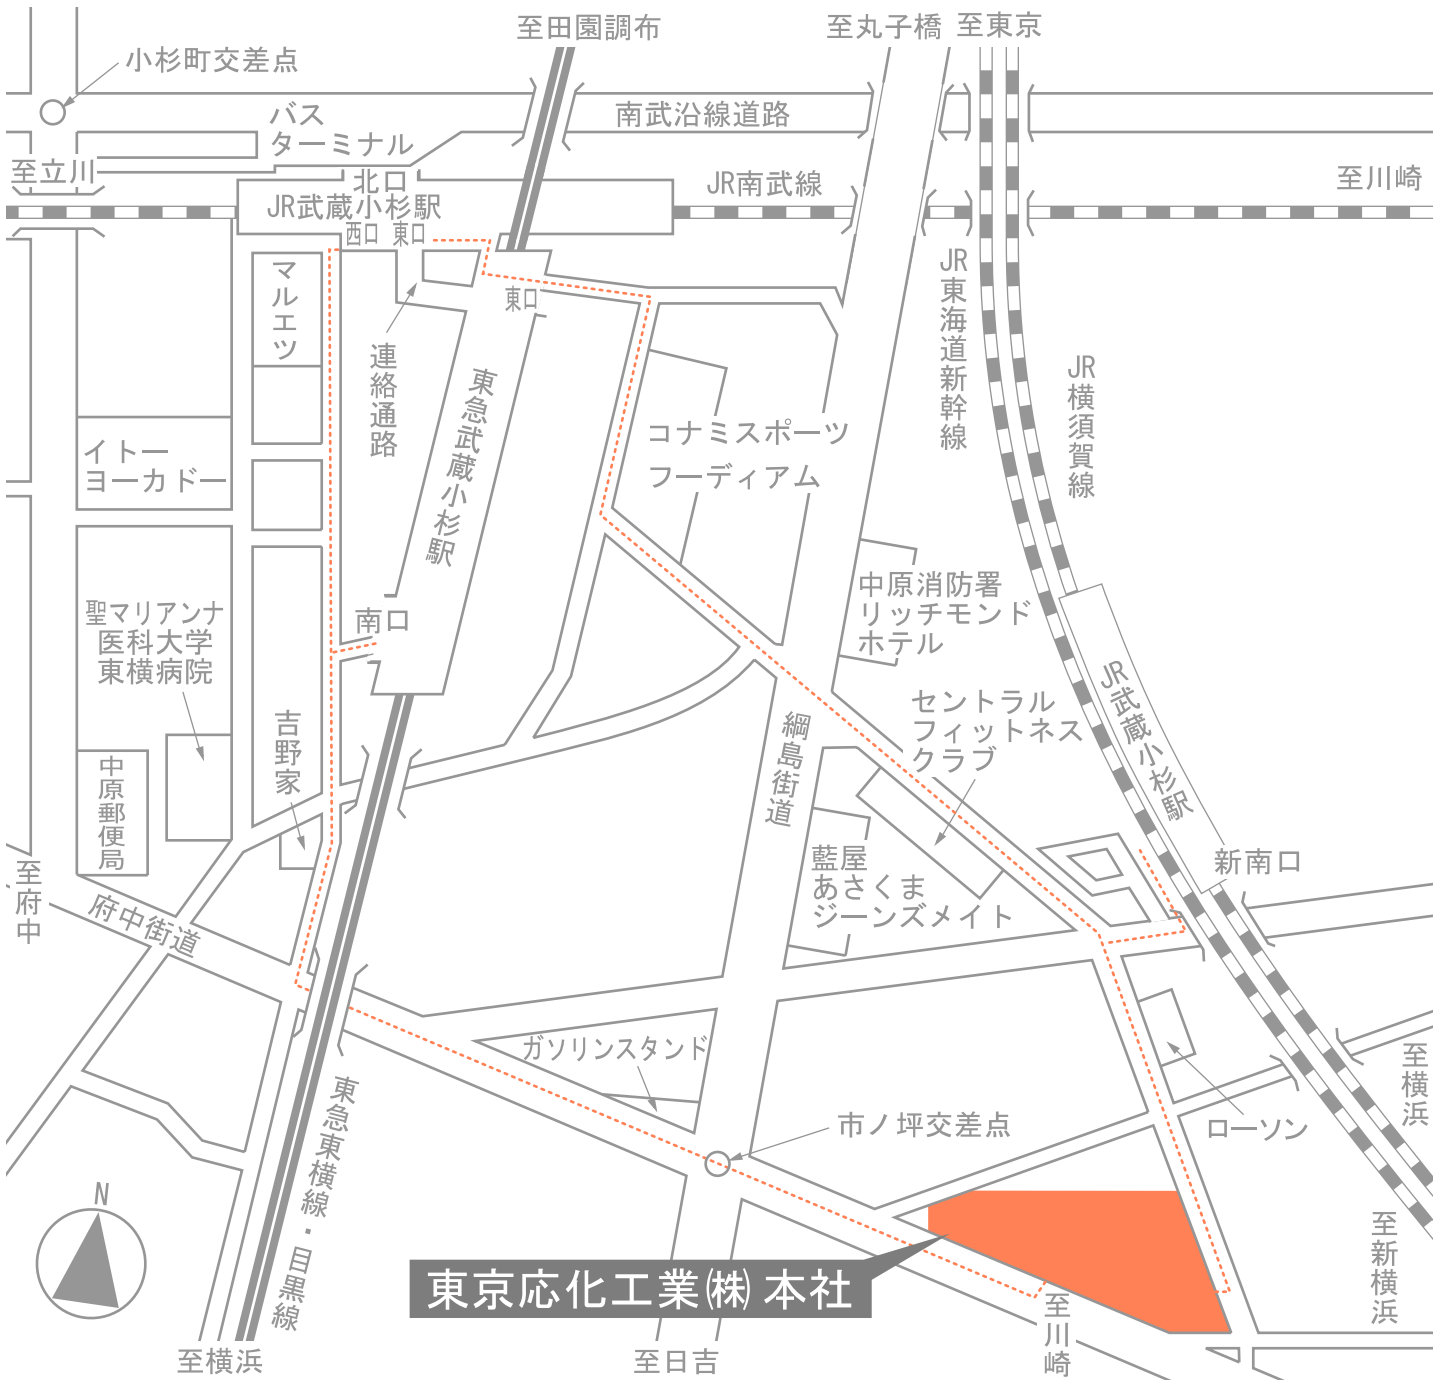 至田園調布
至丸子橋
至東京
小杉町交差点
バス
ターミナル
南武沿線道路
至立川
北口
JR武蔵小杉駅
西口
東口
JR南武線
至川崎
マルエツ
連絡通路
東口
東急武蔵小杉駅
JR東海道新幹線
JR横須賀線
イトー
ヨーカドー
コナミスポーツ
フーディアム
中原消防署
リッチモンド
ホテル
聖マリアンナ
医科大学
東横病院
南口
吉野家
中原郵便局
綱島街道
セントラル
フィットネス
クラブ
JR武蔵小杉駅
新南口
藍屋
あさくま
ジーンズメイト
至府中
府中街道
ガソリンスタンド
市ノ坪交差点
ローソン
至横浜
東急東横線・目黒線
N
東京応化工業㈱ 本社
至新横浜
至川崎
至横浜
至日吉